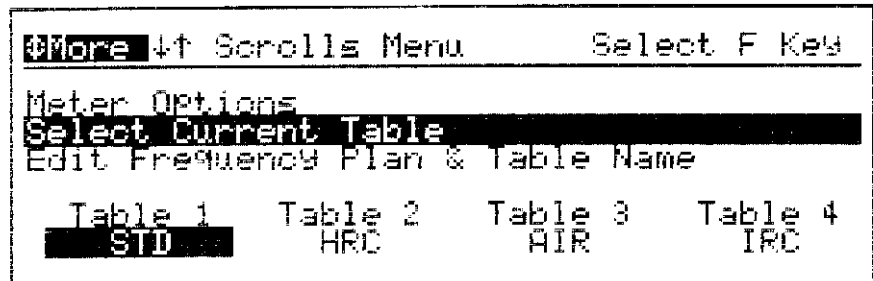 ↕More ↓↑ Scrolls Menu Select F Key
Meter Options
Select Current Table
Edit Frequency Plan & Table Name
Table 1 Table 2 Table 3 Table 4
STD HRC AIR IRC